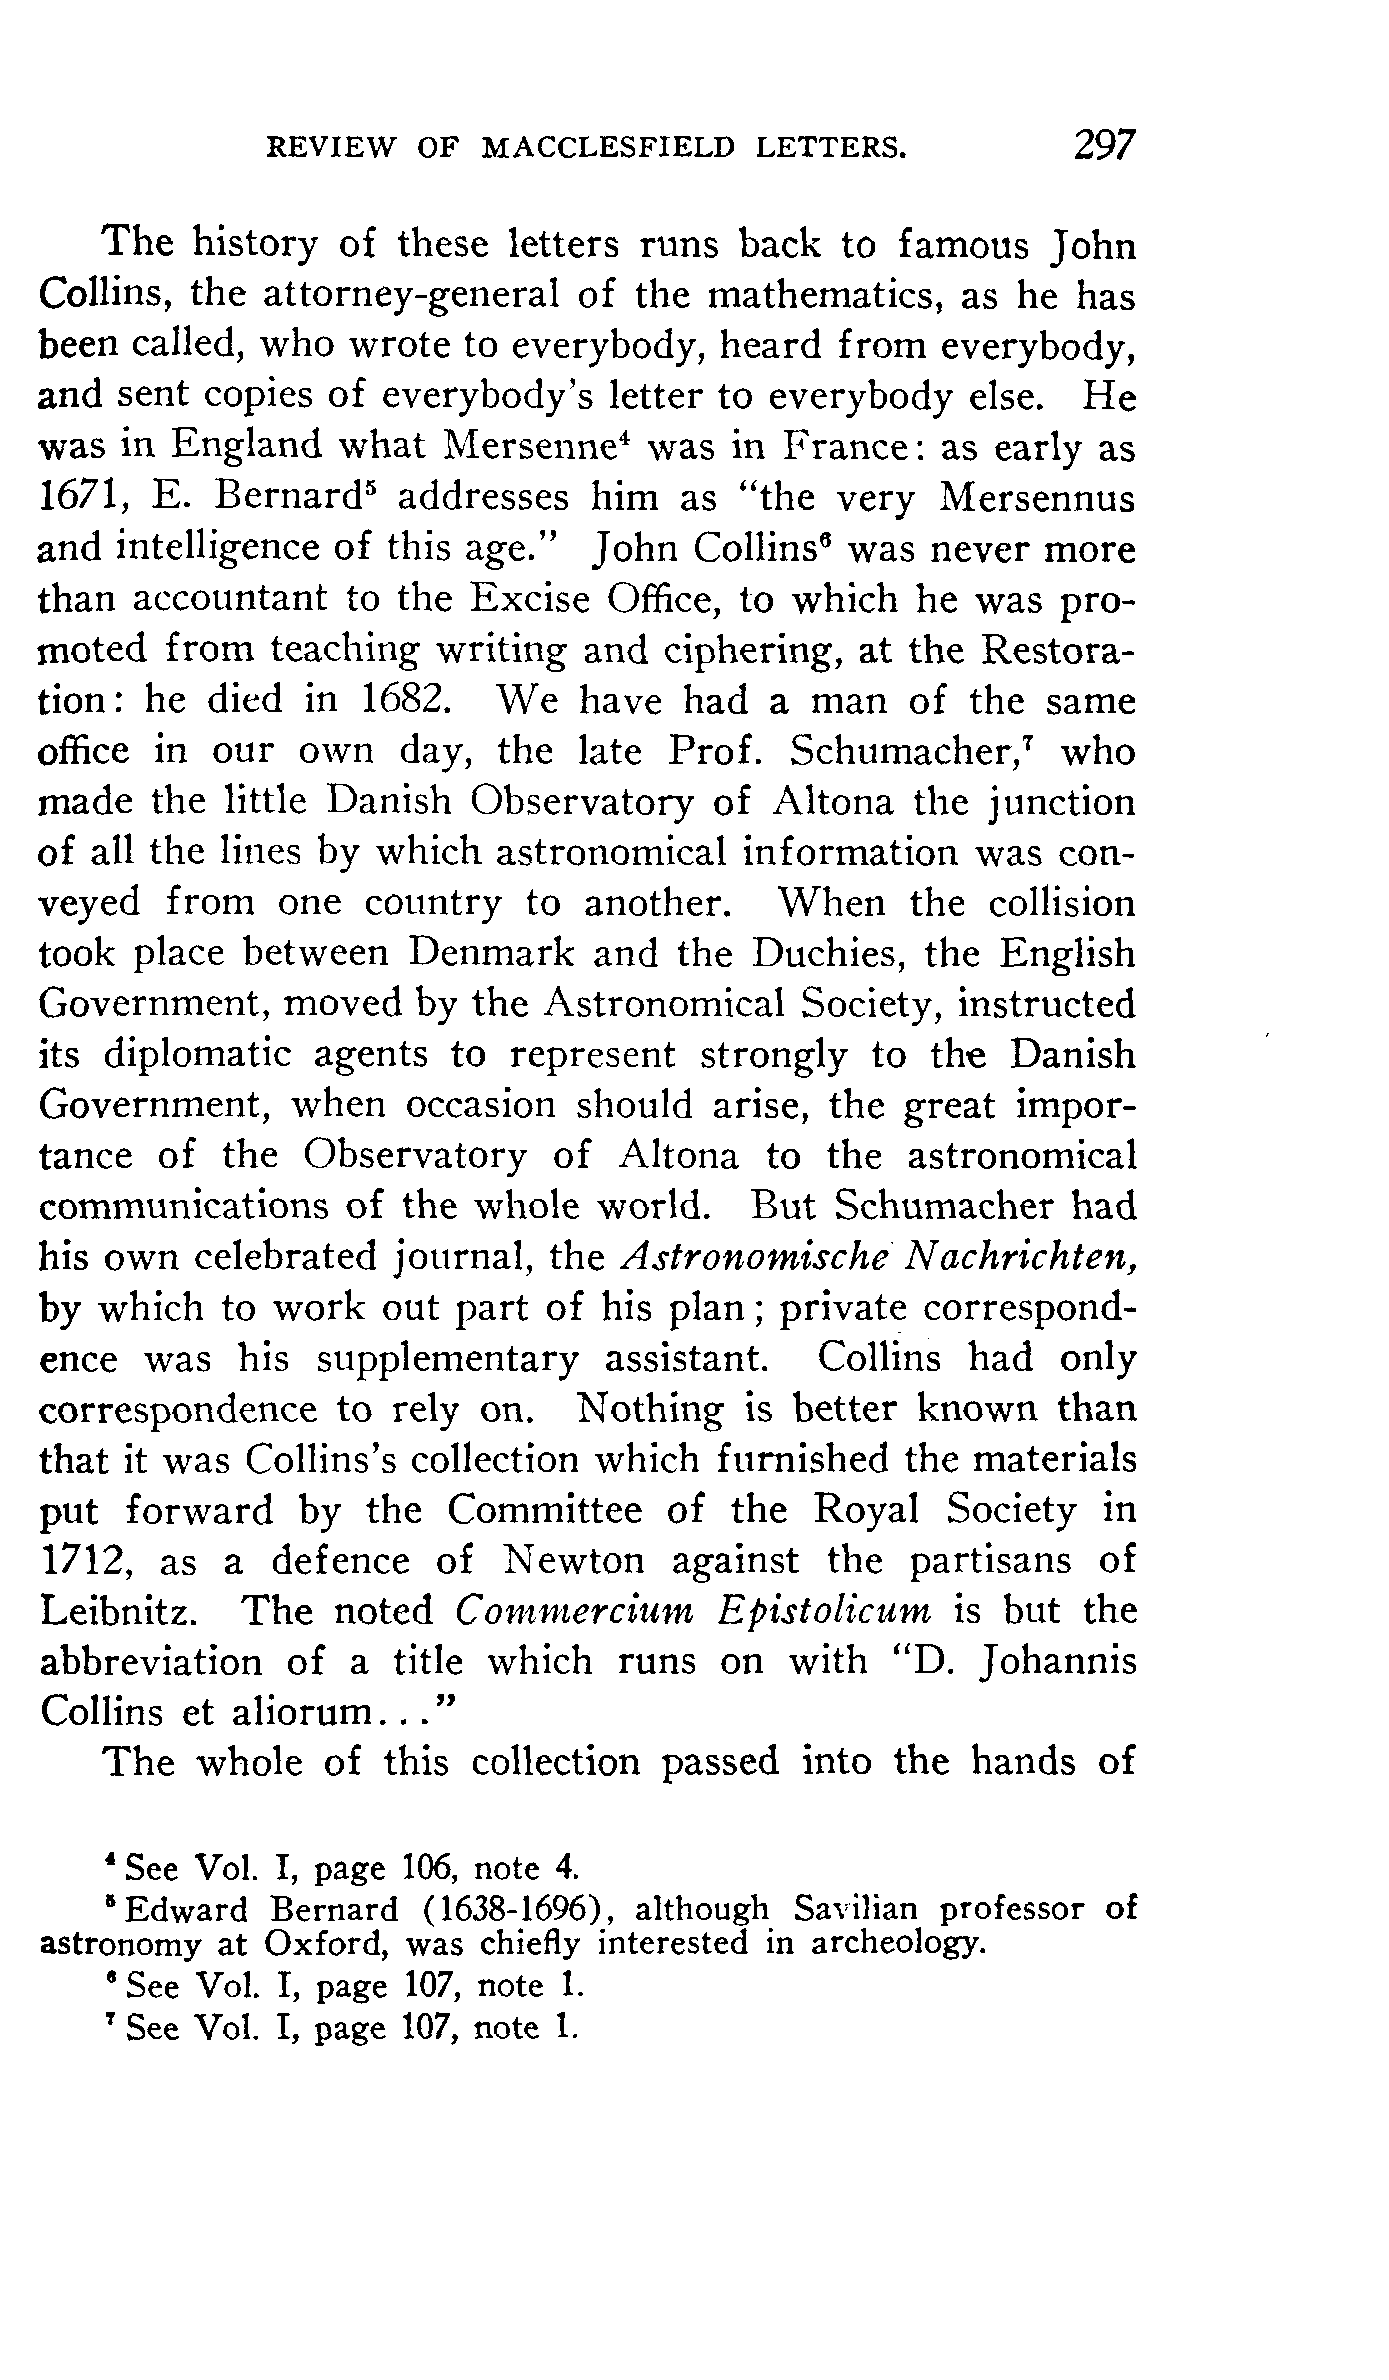 REVIEW OF MACCLESFIELD LETTERS. 297
The history of these letters runs back to famous John
Collins, the attorney-general of the mathematics, as he has
been called, who wrote to everybody, heard from everybody,
and sent copies of everybody's letter to everybody else. He
was in England what Mersenne⁴ was in France: as early as
1671, E. Bernard⁵ addresses him as "the very Mersennus
and intelligence of this age." John Collins⁶ was never more
than accountant to the Excise Office, to which he was pro-
moted from teaching writing and ciphering, at the Restora-
tion: he died in 1682. We have had a man of the same
office in our own day, the late Prof. Schumacher,⁷ who
made the little Danish Observatory of Altona the junction
of all the lines by which astronomical information was con-
veyed from one country to another. When the collision
took place between Denmark and the Duchies, the English
Government, moved by the Astronomical Society, instructed
its diplomatic agents to represent strongly to the Danish
Government, when occasion should arise, the great impor-
tance of the Observatory of Altona to the astronomical
communications of the whole world. But Schumacher had
his own celebrated journal, the Astronomische Nachrichten,
by which to work out part of his plan; private correspond-
ence was his supplementary assistant. Collins had only
correspondence to rely on. Nothing is better known than
that it was Collins's collection which furnished the materials
put forward by the Committee of the Royal Society in
1712, as a defence of Newton against the partisans of
Leibnitz. The noted Commercium Epistolicum is but the
abbreviation of a title which runs on with "D. Johannis
Collins et aliorum..."
The whole of this collection passed into the hands of
⁴ See Vol. I, page 106, note 4.
⁵ Edward Bernard (1638-1696), although Savilian professor of
astronomy at Oxford, was chiefly interested in archeology.
⁶ See Vol. I, page 107, note 1.
⁷ See Vol. I, page 107, note 1.